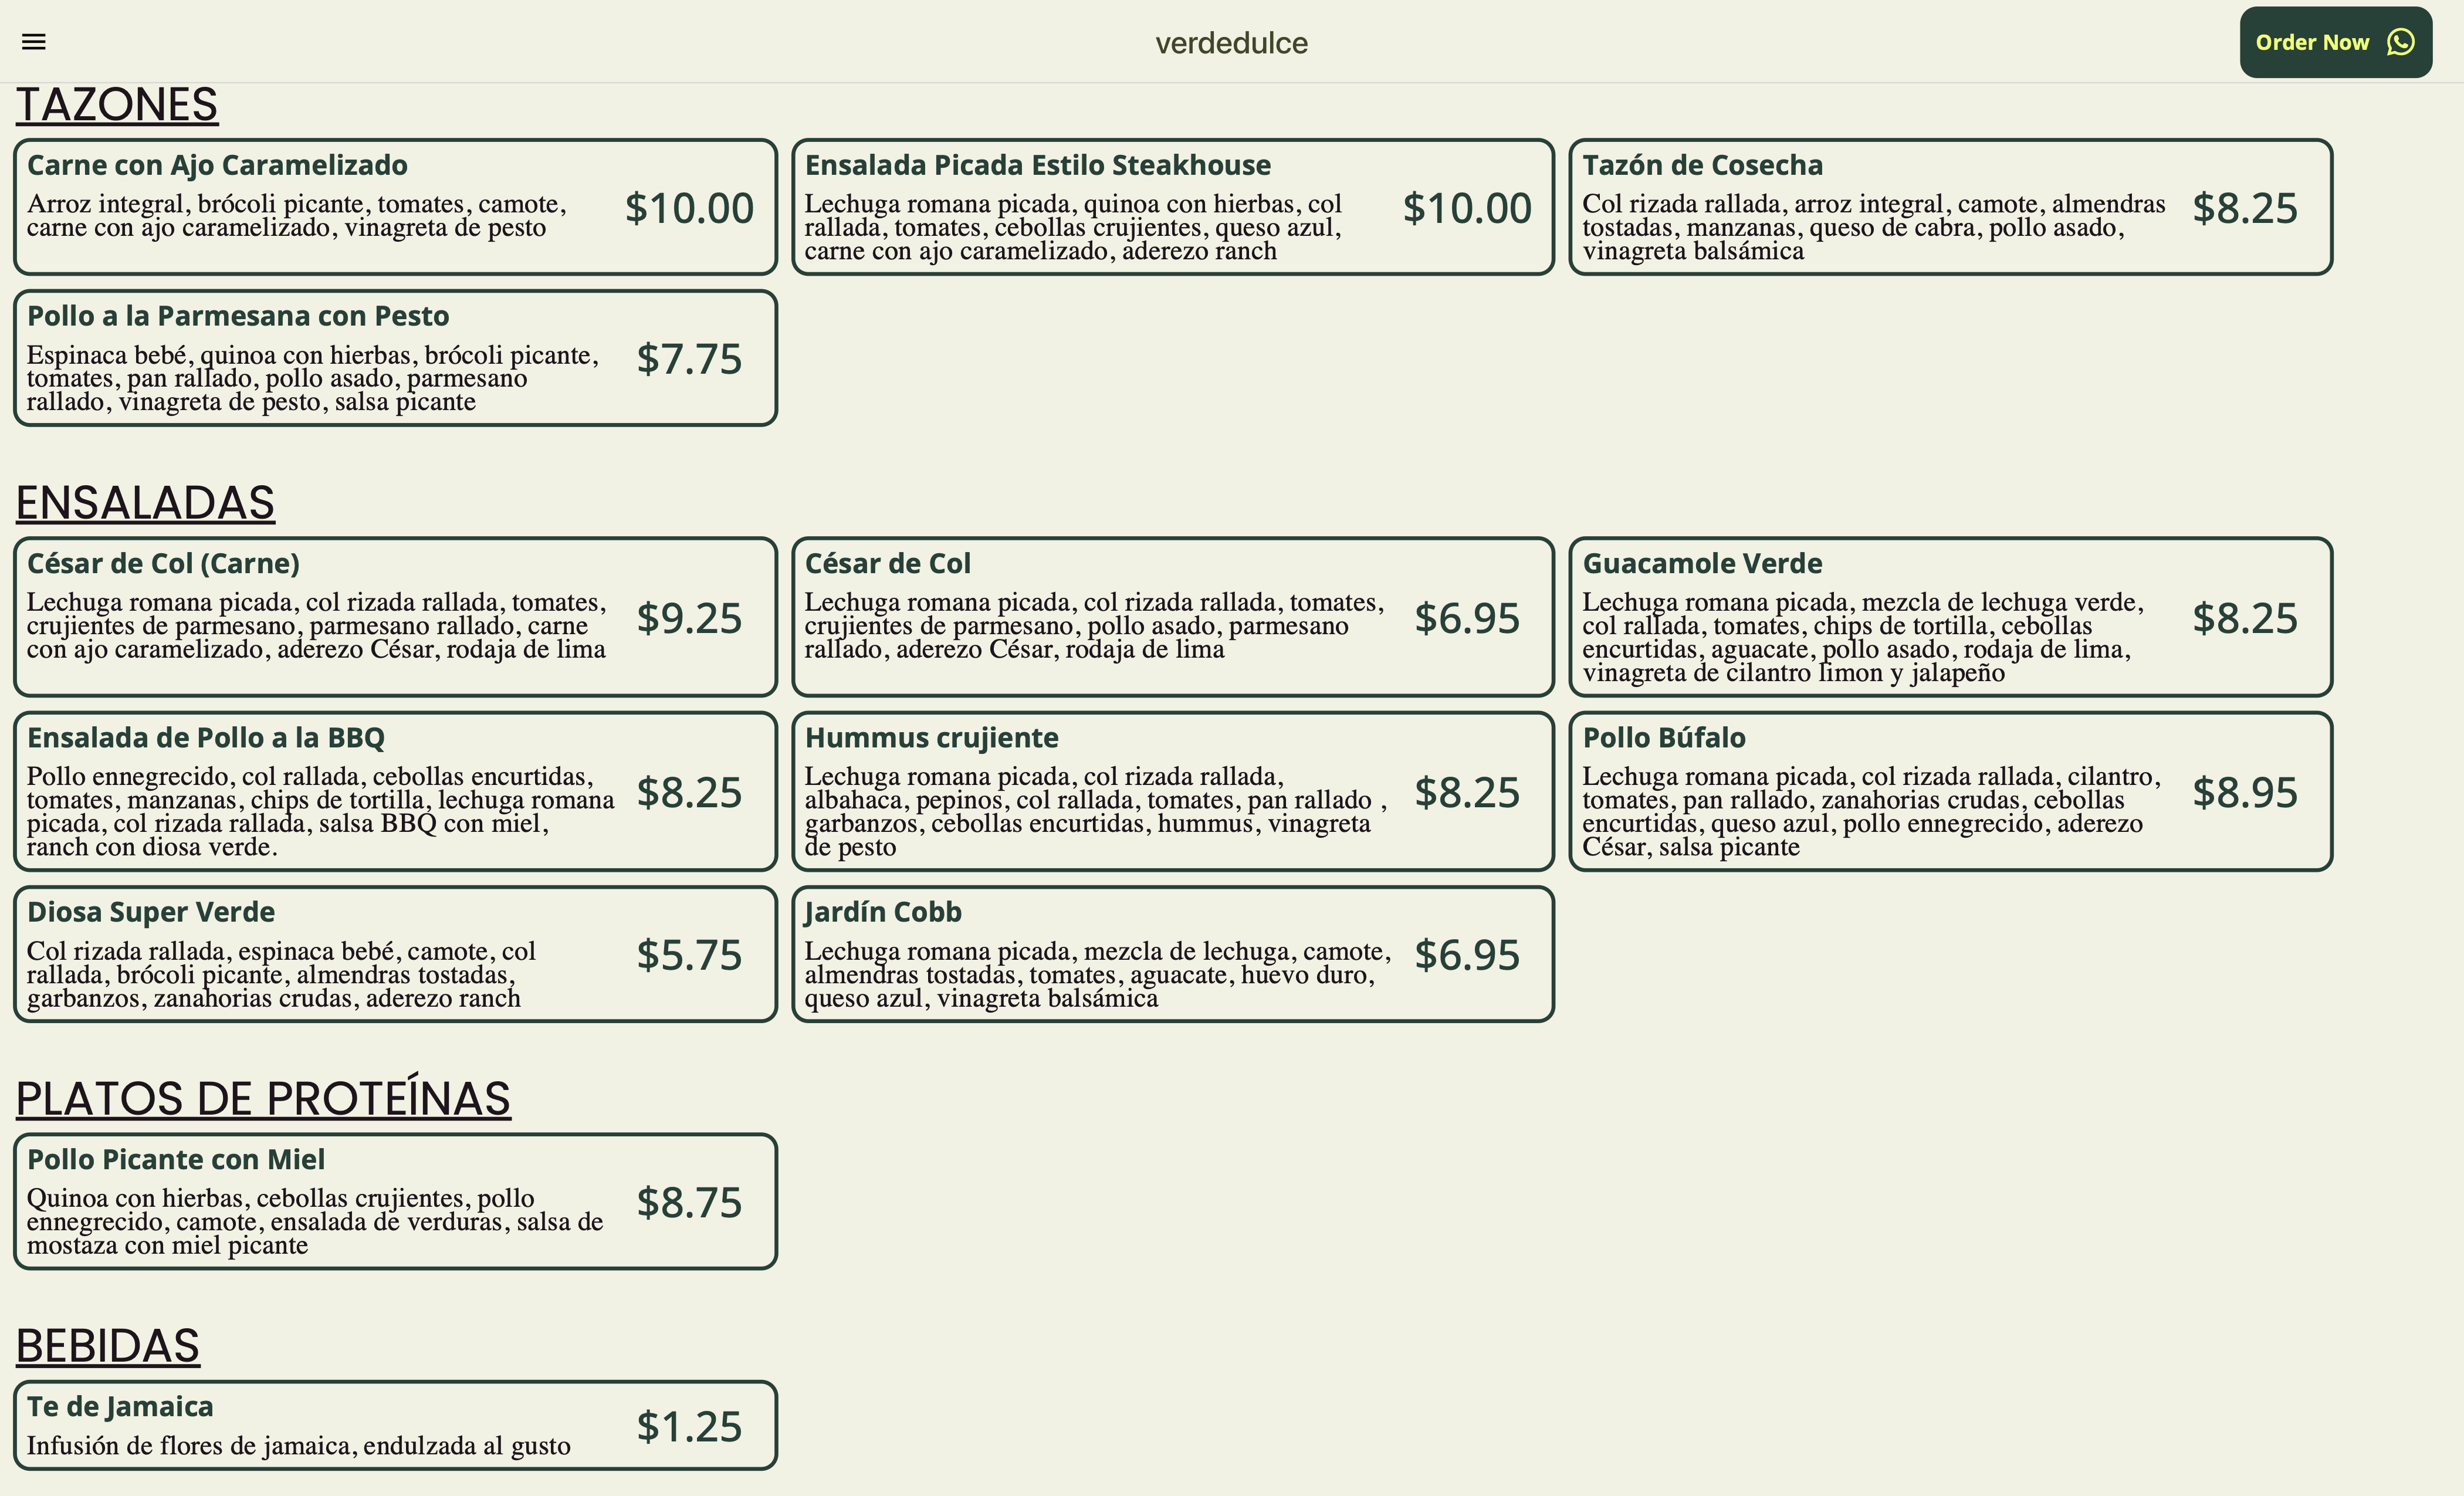 verdedulce
Order Now
TAZONES
Carne con Ajo Caramelizado
Arroz integral, brócoli picante, tomates, camote,
carne con ajo caramelizado, vinagreta de pesto
$10.00
Ensalada Picada Estilo Steakhouse
Lechuga romana picada, quinoa con hierbas, col
rallada, tomates, cebollas crujientes, queso azul,
carne con ajo caramelizado, aderezo ranch
$10.00
Tazón de Cosecha
Col rizada rallada, arroz integral, camote, almendras
tostadas, manzanas, queso de cabra, pollo asado,
vinagreta balsámica
$8.25
Pollo a la Parmesana con Pesto
Espinaca bebé, quinoa con hierbas, brócoli picante,
tomates, pan rallado, pollo asado, parmesano
rallado, vinagreta de pesto, salsa picante
$7.75
ENSALADAS
César de Col (Carne)
Lechuga romana picada, col rizada rallada, tomates,
crujientes de parmesano, parmesano rallado, carne
con ajo caramelizado, aderezo César, rodaja de lima
$9.25
César de Col
Lechuga romana picada, col rizada rallada, tomates,
crujientes de parmesano, pollo asado, parmesano
rallado, aderezo César, rodaja de lima
$6.95
Guacamole Verde
Lechuga romana picada, mezcla de lechuga verde,
col rallada, tomates, chips de tortilla, cebollas
encurtidas, aguacate, pollo asado, rodaja de lima,
vinagreta de cilantro limon y jalapeño
$8.25
Ensalada de Pollo a la BBQ
Pollo ennegrecido, col rallada, cebollas encurtidas,
tomates, manzanas, chips de tortilla, lechuga romana
picada, col rizada rallada, salsa BBQ con miel,
ranch con diosa verde.
$8.25
Hummus crujiente
Lechuga romana picada, col rizada rallada,
albahaca, pepinos, col rallada, tomates, pan rallado ,
garbanzos, cebollas encurtidas, hummus, vinagreta
de pesto
$8.25
Pollo Búfalo
Lechuga romana picada, col rizada rallada, cilantro,
tomates, pan rallado, zanahorias crudas, cebollas
encurtidas, queso azul, pollo ennegrecido, aderezo
César, salsa picante
$8.95
Diosa Super Verde
Col rizada rallada, espinaca bebé, camote, col
rallada, brócoli picante, almendras tostadas,
garbanzos, zanahorias crudas, aderezo ranch
$5.75
Jardín Cobb
Lechuga romana picada, mezcla de lechuga, camote,
almendras tostadas, tomates, aguacate, huevo duro,
queso azul, vinagreta balsámica
$6.95
PLATOS DE PROTEÍNAS
Pollo Picante con Miel
Quinoa con hierbas, cebollas crujientes, pollo
ennegrecido, camote, ensalada de verduras, salsa de
mostaza con miel picante
$8.75
BEBIDAS
Te de Jamaica
Infusión de flores de jamaica, endulzada al gusto
$1.25